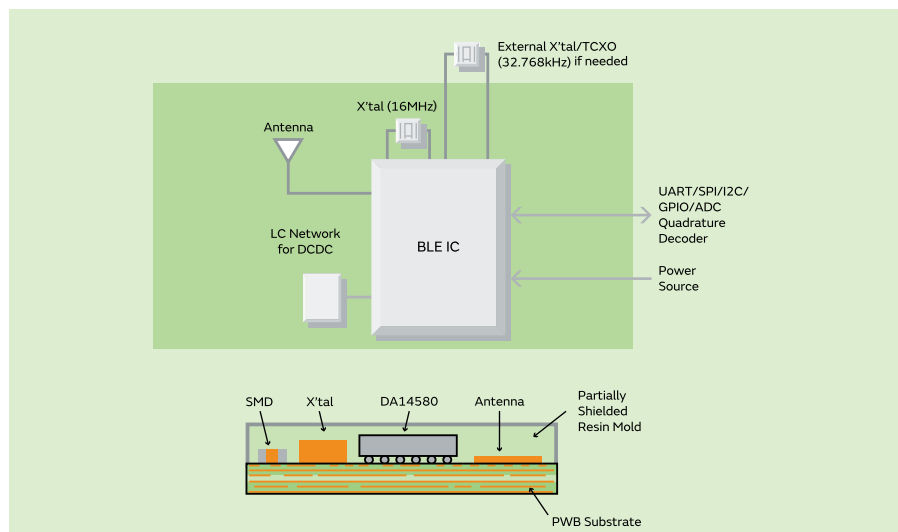 External X'tal/TCXO
(32.768kHz) if needed
X'tal (16MHz)
Antenna
UART/SPI/I2C/
GPIO/ADC
Quadrature
Decoder
LC Network
for DCDC
BLE IC
Power
Source
SMD
X'tal
DA14580
Antenna
Partially
Shielded
Resin Mold
PWB Substrate